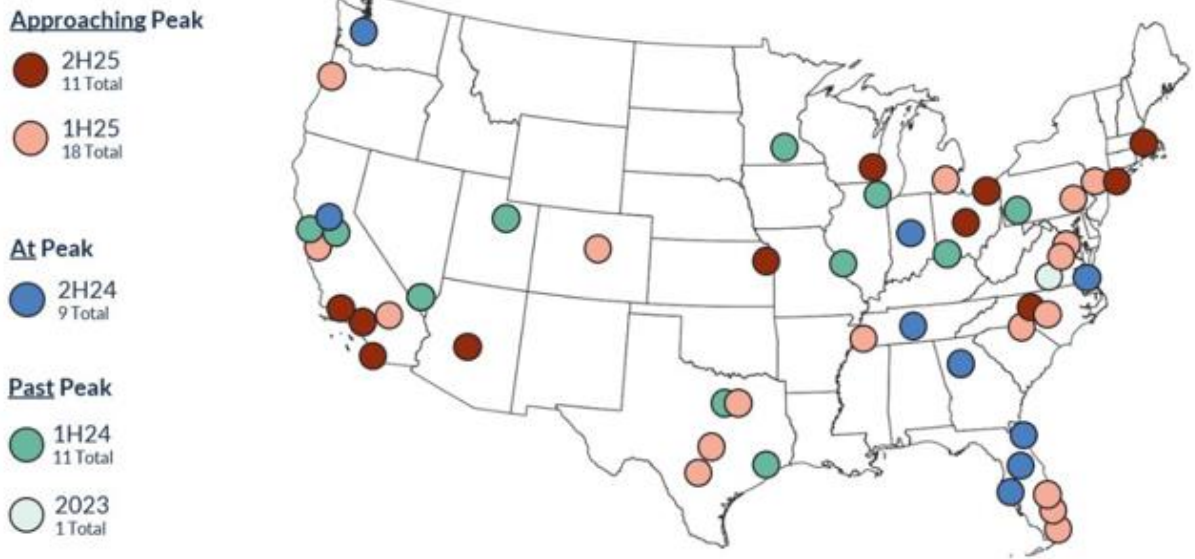 Approaching Peak
2H25
11 Total
1H25
18 Total
At Peak
2H24
9 Total
Past Peak
1H24
11 Total
2023
1 Total